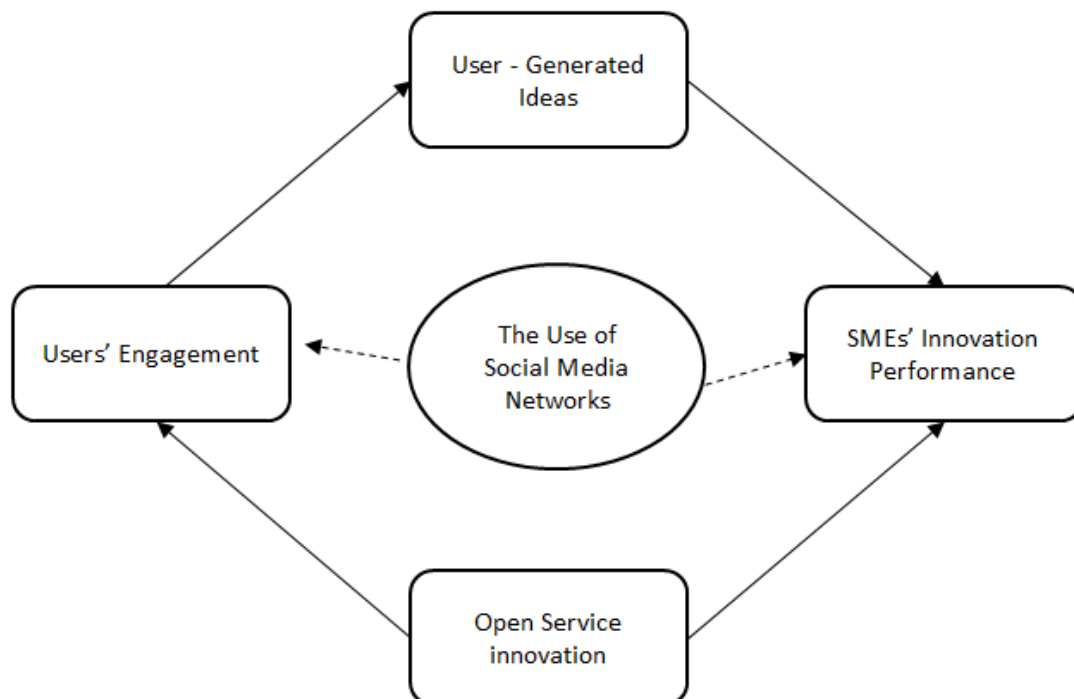 User - Generated
Ideas
Users’ Engagement
The Use of
Social Media
Networks
SMEs’ Innovation
Performance
Open Service
innovation